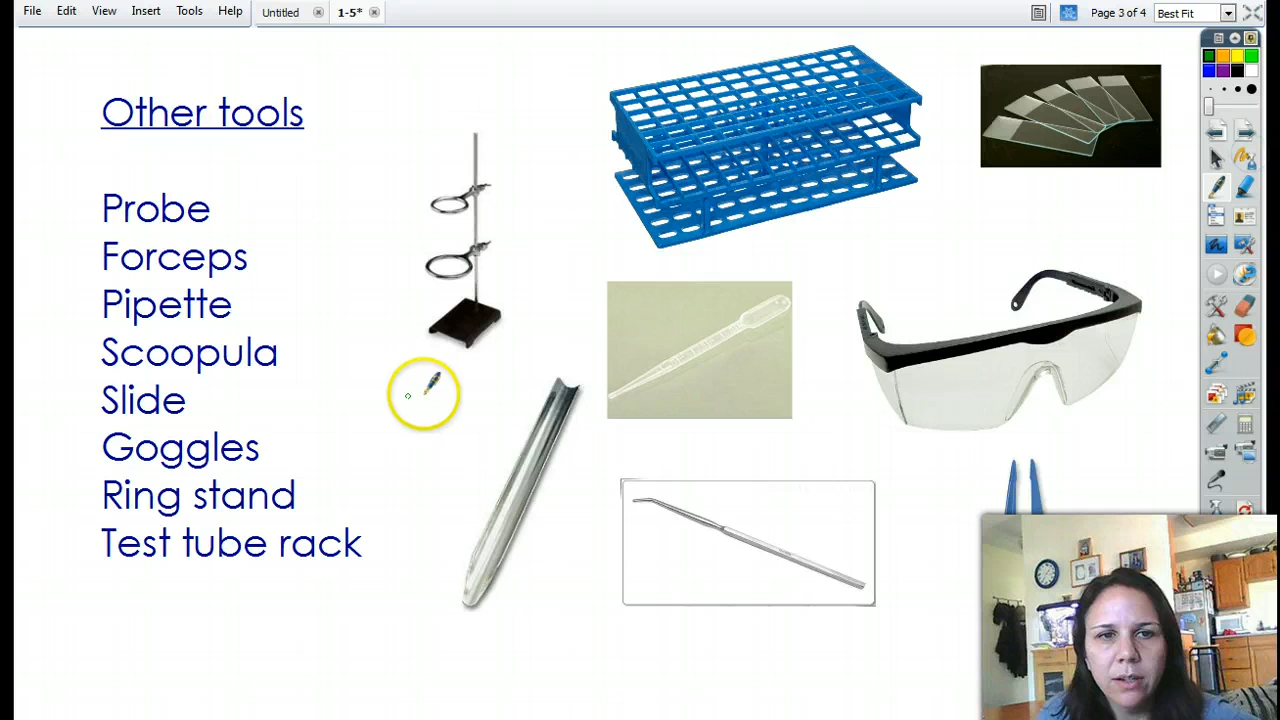 File Edit View Insert Tools Help Untitled 1-5* Page 3 of 4 Best Fit
Other tools
Probe
Forceps
Pipette
Scoopula
Slide
Goggles
Ring stand
Test tube rack